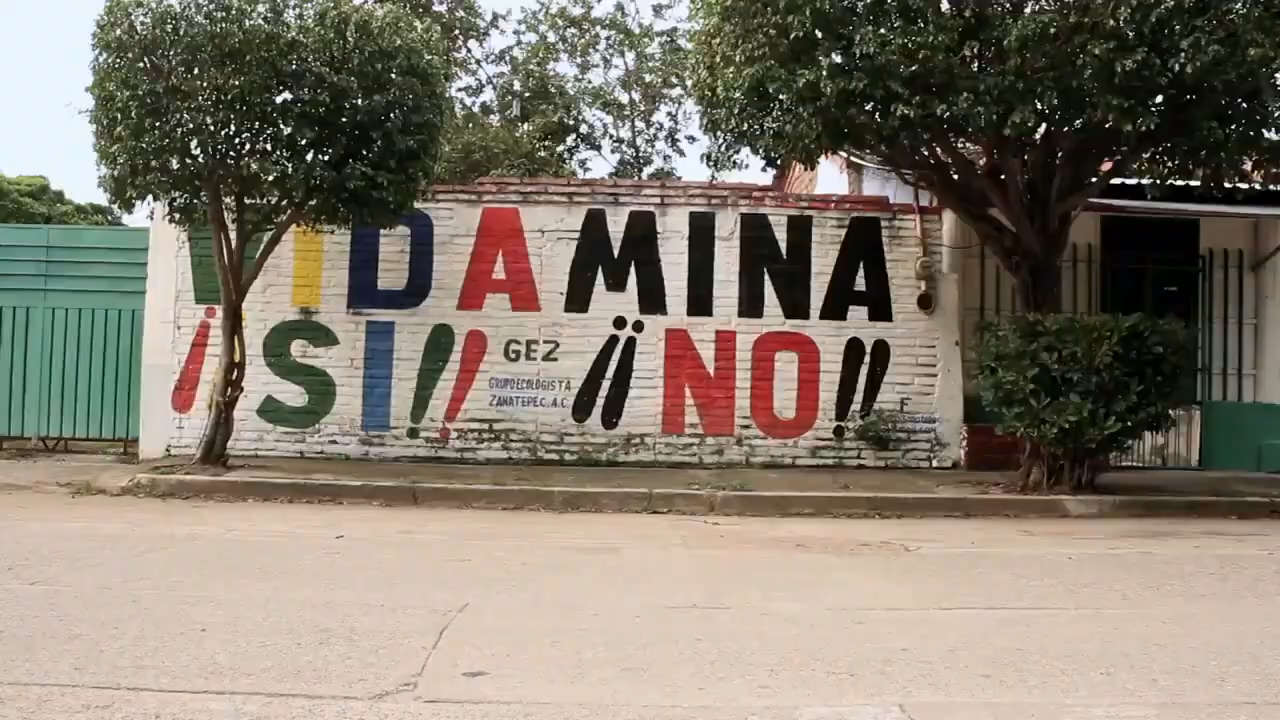 VIDA MINA
¡SI!! ¡¡NO!!
GEZ
GRUPO ECOLOGISTA
ZANATEPEC. A.C.
F